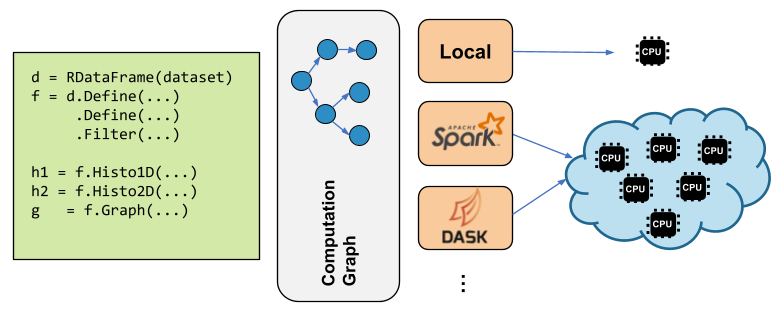 d = RDataFrame(dataset)
f = d.Define(...)
     .Define(...)
     .Filter(...)
h1 = f.Histo1D(...)
h2 = f.Histo2D(...)
g   = f.Graph(...)
Computation
Graph
Local
APACHE
Spark
DASK
...
CPU
CPU
CPU
CPU
CPU
CPU
CPU